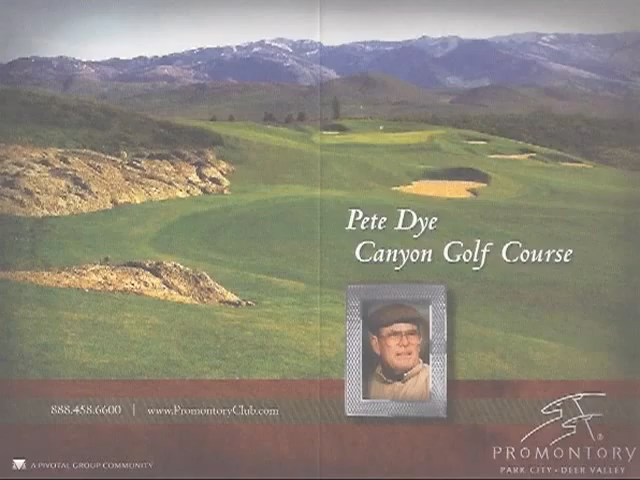 Pete Dye
Canyon Golf Course
888.458.6600 | www.PromontoryClub.com
A PIVOTAL GROUP COMMUNITY
PROMONTORY®
PARK CITY - DEER VALLEY